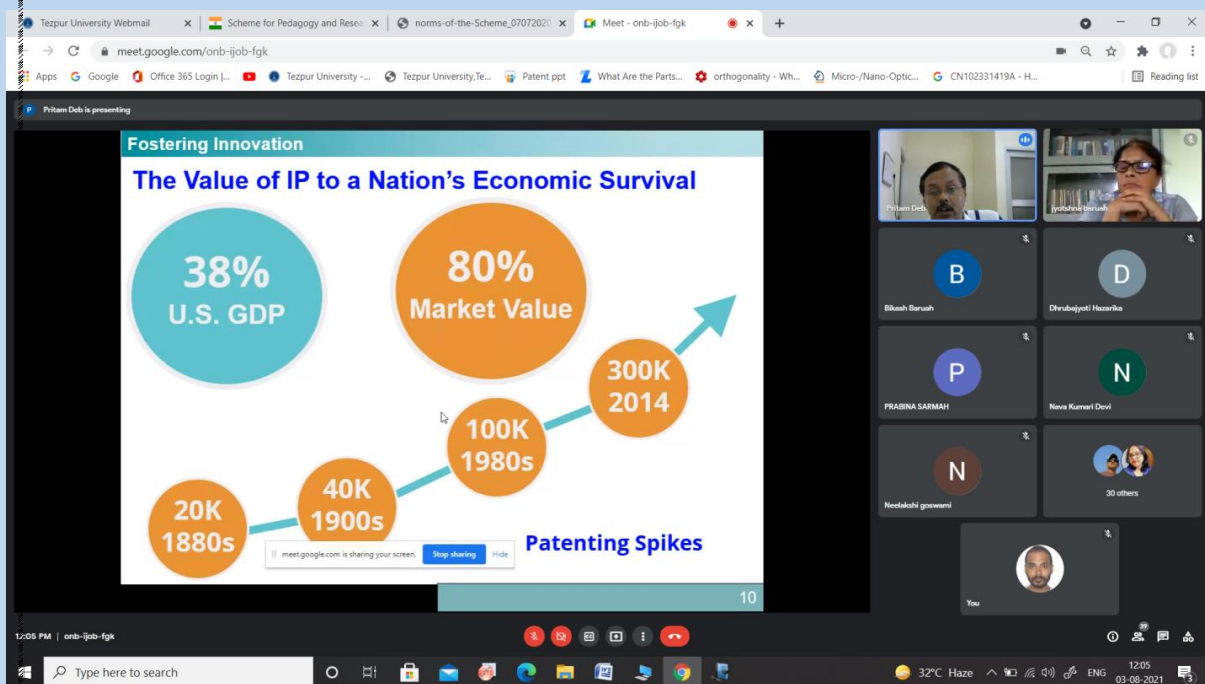 Tezpur University Webmail
Scheme for Pedagogy and Resea
norms-of-the-Scheme_07072020
Meet - onb-ijob-fgk
meet.google.com/onb-ijob-fgk
Apps
Google
Office 365 Login |...
Tezpur University -...
Tezpur University,Te...
Patent ppt
What Are the Parts...
orthogonality - Wh...
Micro-/Nano-Optic...
CN102331419A - H...
Reading list
P Pritam Deb is presenting
Fostering Innovation
The Value of IP to a Nation's Economic Survival
38%
U.S. GDP
80%
Market Value
300K
2014
100K
1980s
40K
1900s
20K
1880s
Patenting Spikes
meet.google.com is sharing your screen.
Stop sharing
Hide
10
Pritam Deb
jyotshna baruah
B
Bikash Baruah
D
Dhrubajyoti Hazarika
P
PRABINA SARMAH
N
Nava Kumari Devi
N
Neelakshi goswami
30 others
You
12:05 PM | onb-ijob-fgk
39
Type here to search
32°C Haze
ENG
12:05
03-08-2021
3